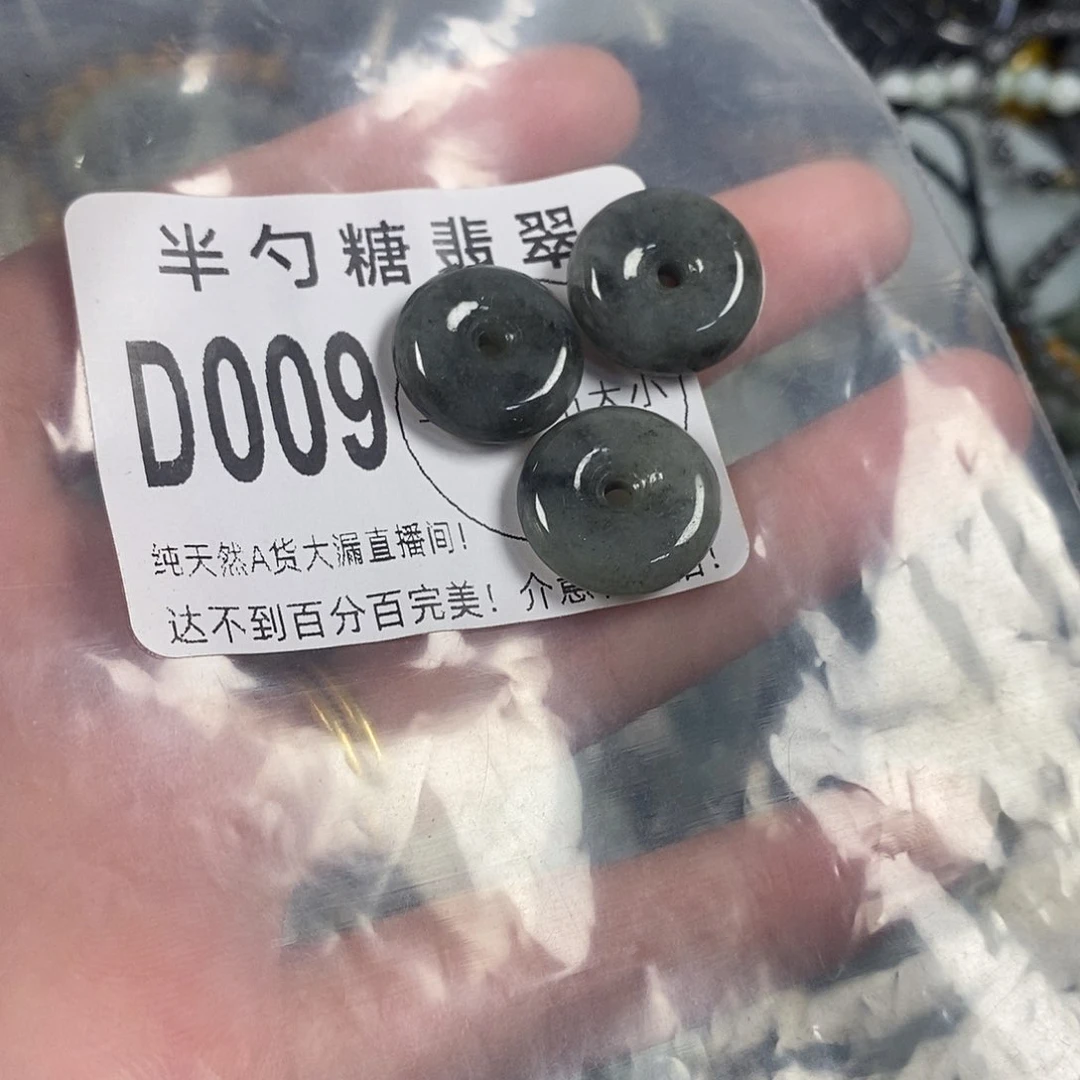 半勺糖翡翠
D009
大小
纯天然A货大漏直播间！
达不到百分百完美！介意